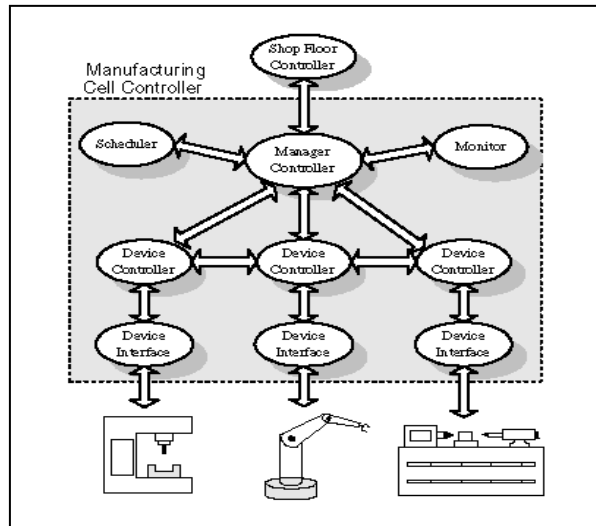 Shop Floor
Controller
Manufacturing
Cell Controller
Scheduler
Manager
Controller
Monitor
Device
Controller
Device
Controller
Device
Controller
Device
Interface
Device
Interface
Device
Interface